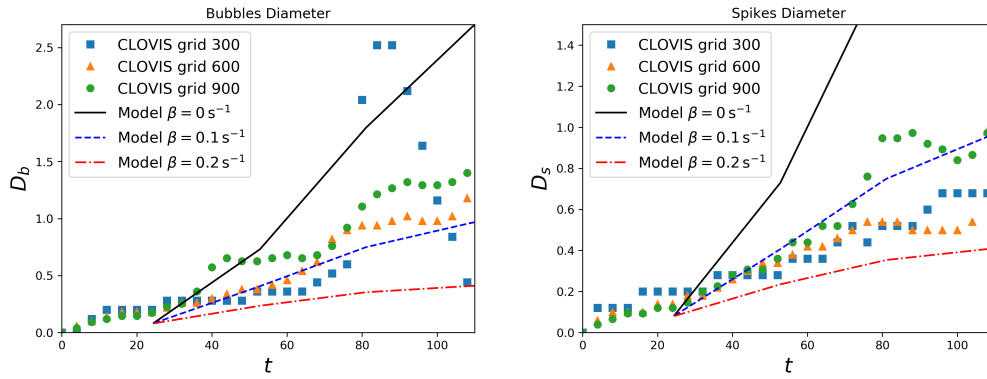 Bubbles Diameter
2.5
2.0
1.5
1.0
0.5
0.0
D_b
CLOVIS grid 300
CLOVIS grid 600
CLOVIS grid 900
Model β = 0 s⁻¹
Model β = 0.1 s⁻¹
Model β = 0.2 s⁻¹
0 20 40 60 80 100
t
Spikes Diameter
1.4
1.2
1.0
0.8
0.6
0.4
0.2
0.0
D_s
CLOVIS grid 300
CLOVIS grid 600
CLOVIS grid 900
Model β = 0 s⁻¹
Model β = 0.1 s⁻¹
Model β = 0.2 s⁻¹
0 20 40 60 80 100
t